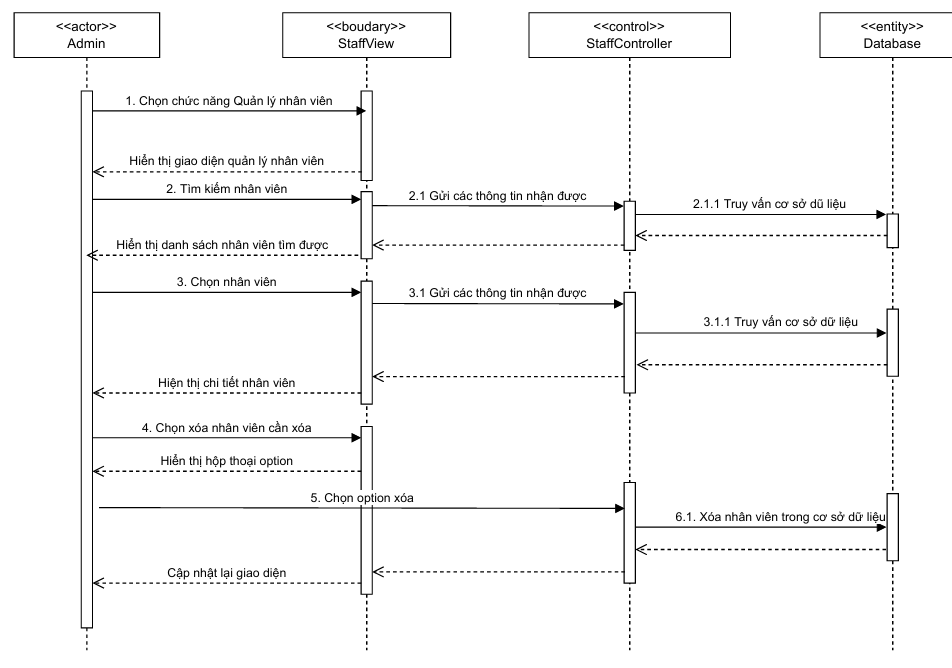 <<actor>>
Admin
<<boudary>>
StaffView
<<control>>
StaffController
<<entity>>
Database
1. Chọn chức năng Quản lý nhân viên
Hiển thị giao diện quản lý nhân viên
2. Tìm kiếm nhân viên
2.1 Gửi các thông tin nhận được
2.1.1 Truy vấn cơ sở dũ liệu
Hiển thị danh sách nhân viên tìm được
3. Chọn nhân viên
3.1 Gửi các thông tin nhận được
3.1.1 Truy vấn cơ sở dữ liệu
Hiện thị chi tiết nhân viên
4. Chọn xóa nhân viên cần xóa
Hiển thị hộp thoại option
5. Chọn option xóa
6.1. Xóa nhân viên trong cơ sở dữ liệu
Cập nhật lại giao diện